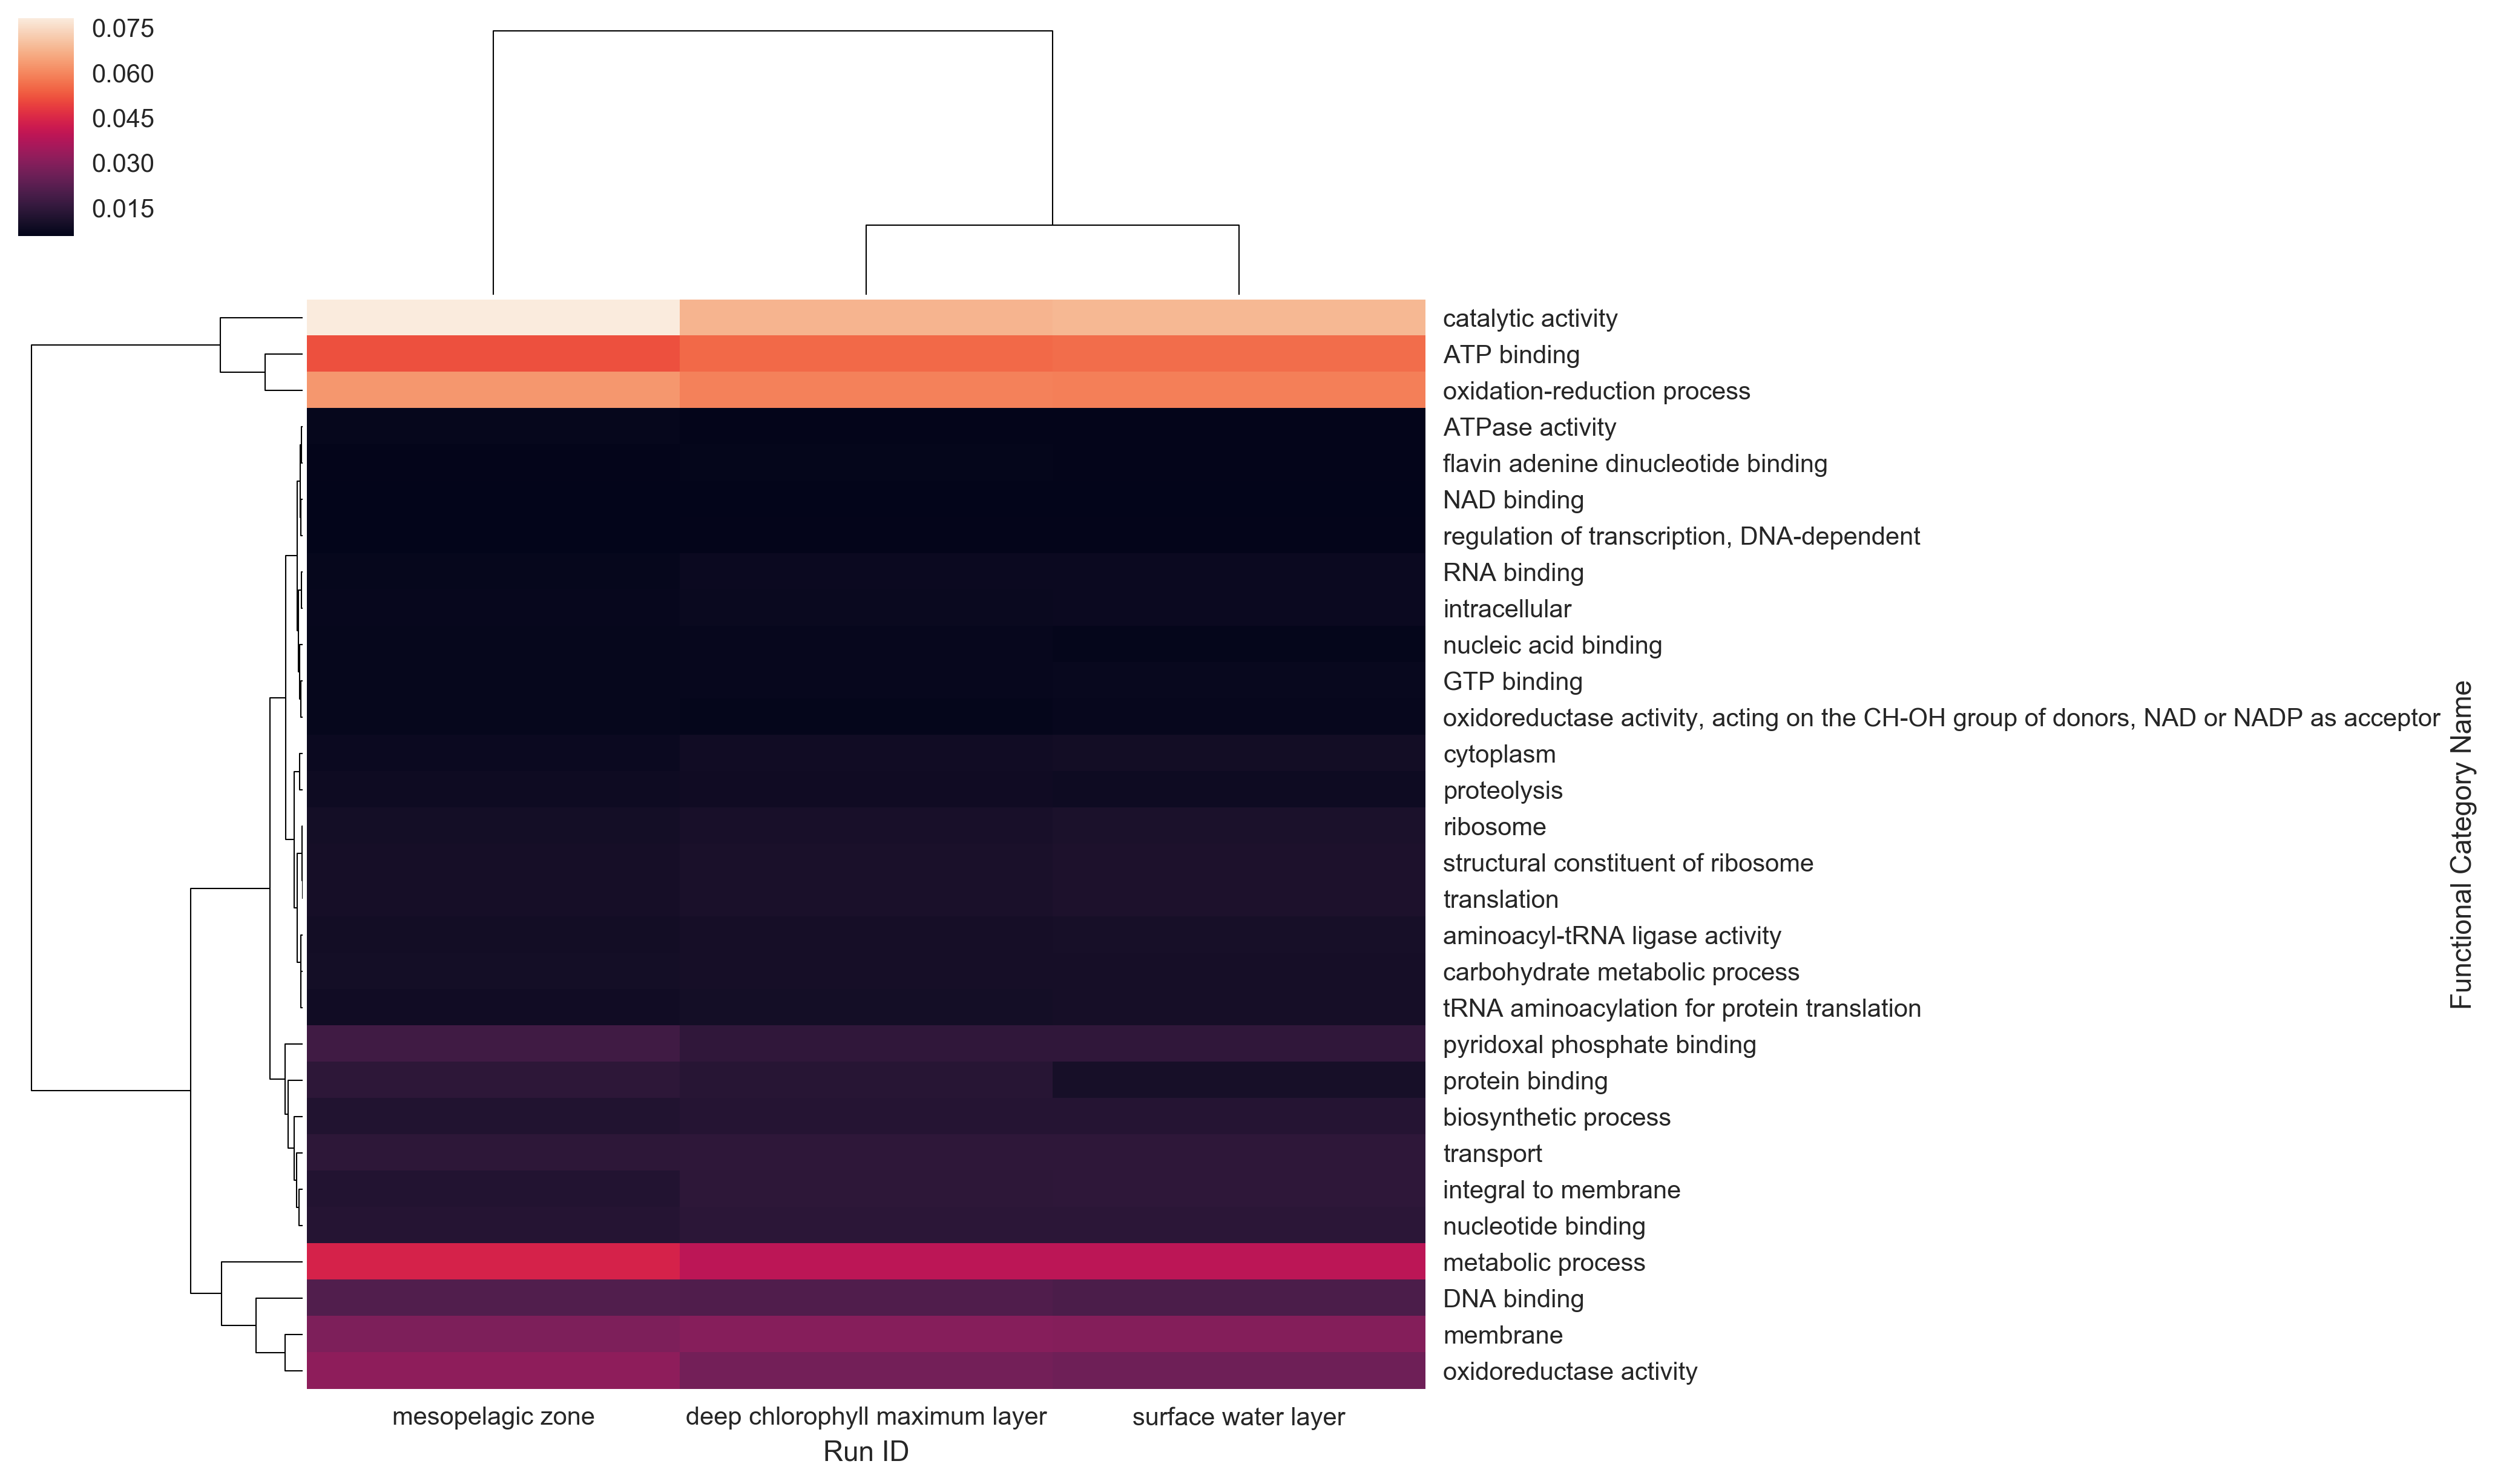 0.075
0.060
0.045
0.030
0.015
catalytic activity
ATP binding
oxidation-reduction process
ATPase activity
flavin adenine dinucleotide binding
NAD binding
regulation of transcription, DNA-dependent
RNA binding
intracellular
nucleic acid binding
GTP binding
oxidoreductase activity, acting on the CH-OH group of donors, NAD or NADP as acceptor
cytoplasm
proteolysis
ribosome
structural constituent of ribosome
translation
aminoacyl-tRNA ligase activity
carbohydrate metabolic process
tRNA aminoacylation for protein translation
pyridoxal phosphate binding
protein binding
biosynthetic process
transport
integral to membrane
nucleotide binding
metabolic process
DNA binding
membrane
oxidoreductase activity
Functional Category Name
mesopelagic zone
deep chlorophyll maximum layer
surface water layer
Run ID